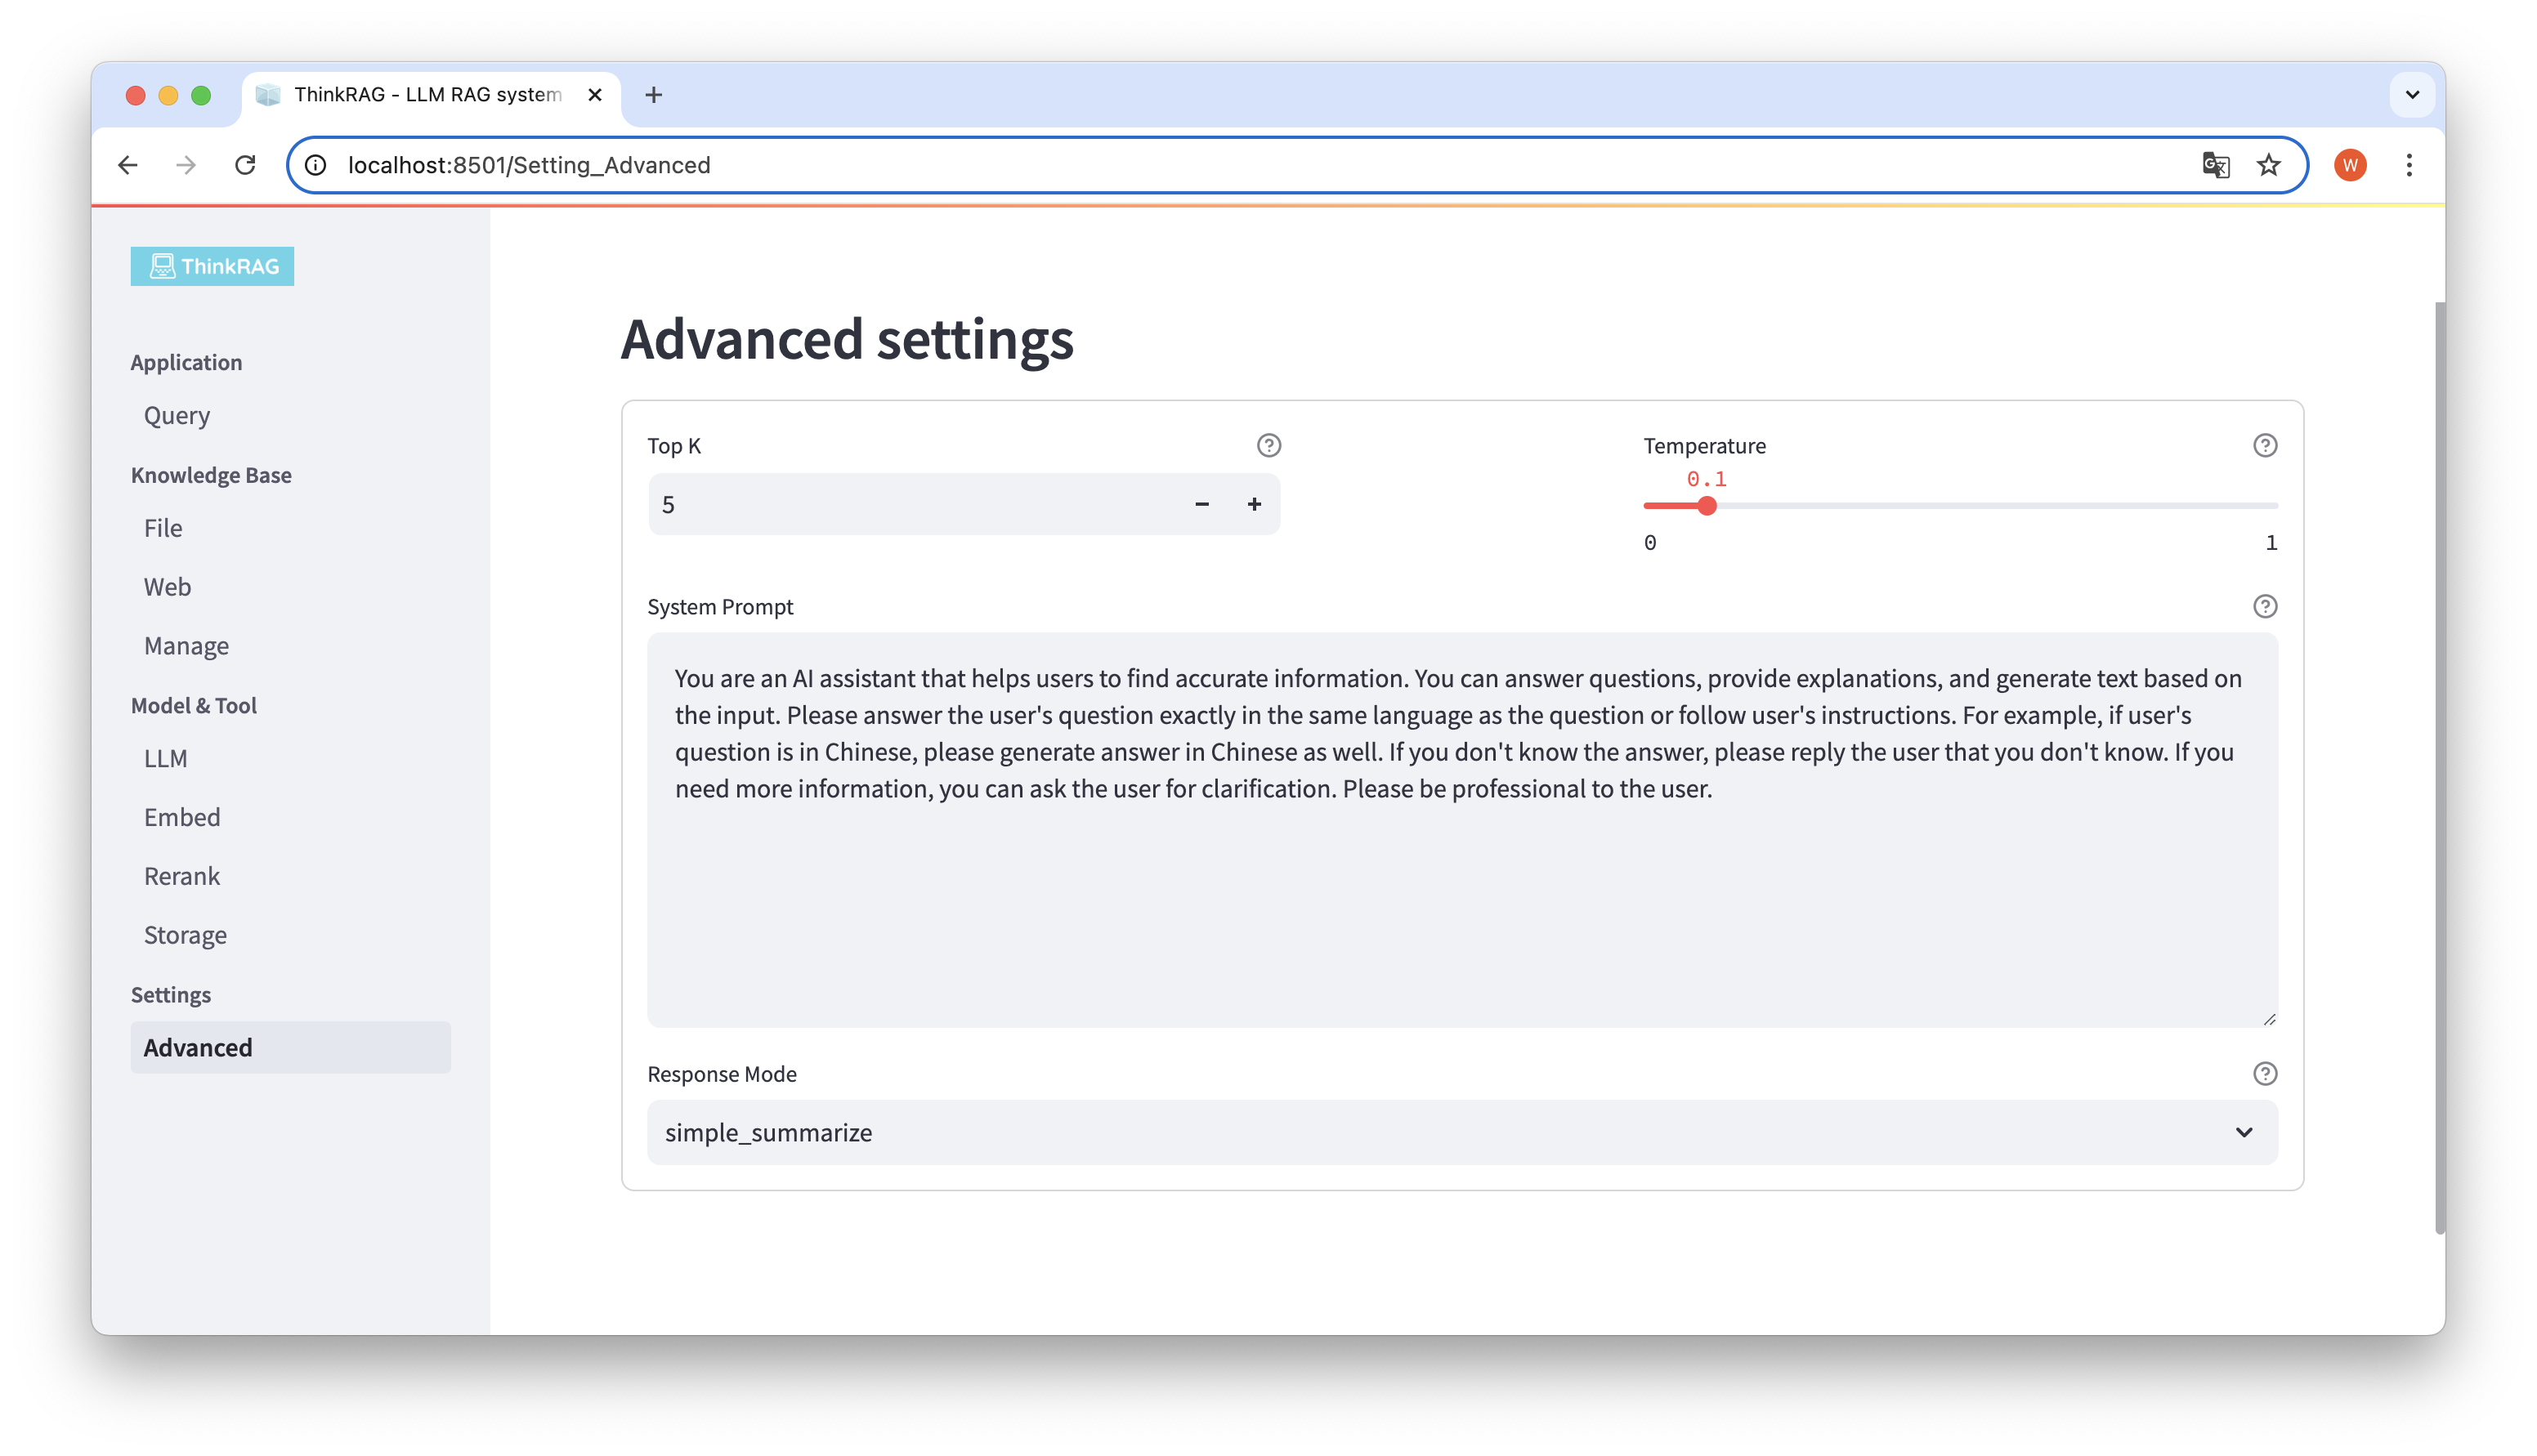 ThinkRAG - LLM RAG system
localhost:8501/Setting_Advanced
W
ThinkRAG
Application
Query
Knowledge Base
File
Web
Manage
Model & Tool
LLM
Embed
Rerank
Storage
Settings
Advanced
Advanced settings
Top K
5
Temperature
0.1
0
1
System Prompt
You are an AI assistant that helps users to find accurate information. You can answer questions, provide explanations, and generate text based on
the input. Please answer the user's question exactly in the same language as the question or follow user's instructions. For example, if user's
question is in Chinese, please generate answer in Chinese as well. If you don't know the answer, please reply the user that you don't know. If you
need more information, you can ask the user for clarification. Please be professional to the user.
Response Mode
simple_summarize